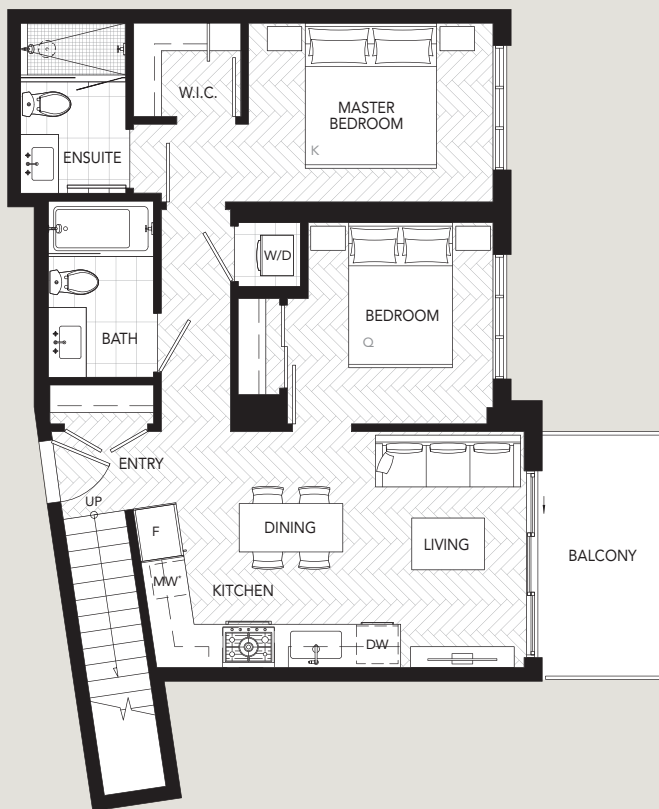 W.I.C.
MASTER
BEDROOM
K
ENSUITE
W/D
BEDROOM
Q
BATH
ENTRY
UP
F
DINING
LIVING
BALCONY
MW*
KITCHEN
DW